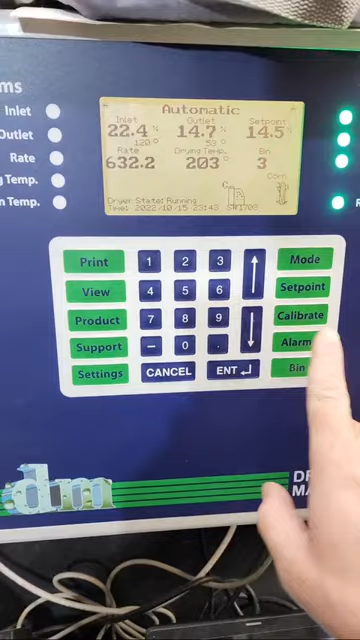 ms
Inlet
Outlet
Rate
g Temp.
n Temp.
Automatic
Inlet Outlet Setpoint
22.4% 14.7% 14.5%
120° 53°
Rate Drying Temp. Bin
632.2 203° 3
Corn
Dryer State: Running
Time: 2022/10/15 23:43
Print 1 2 3 ↑ Mode
View 4 5 6 Setpoint
Product 7 8 9 ↓ Calibrate
Support – 0 . Alarm
Settings CANCEL ENT ↵ Bin
dm
DR
MA